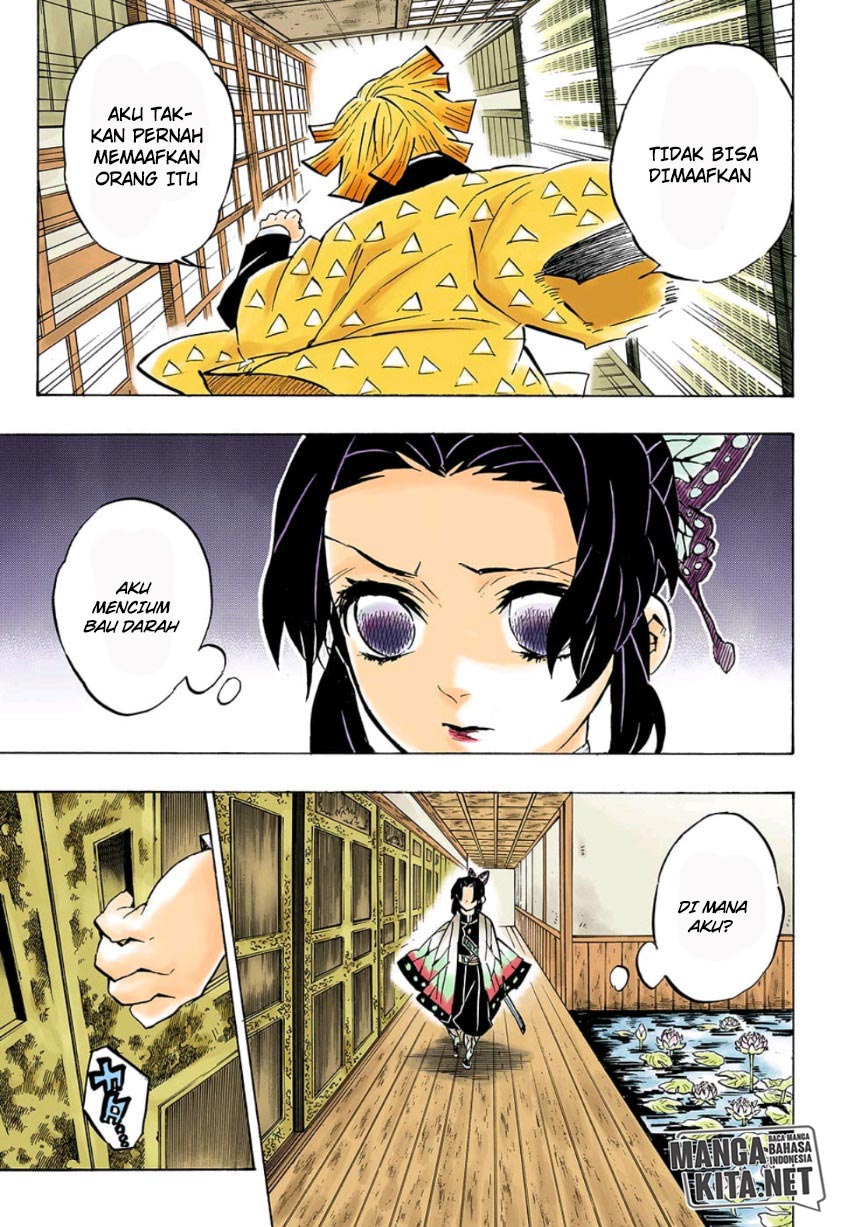 TIDAK BISA
DIMAAFKAN
AKU TAK-
KAN PERNAH
MEMAAFKAN
ORANG ITU
AKU
MENCIUM
BAU DARAH
DI MANA
AKU?
MANGA
KITA.NET
BACA MANGA
BAHASA
INDONESIA